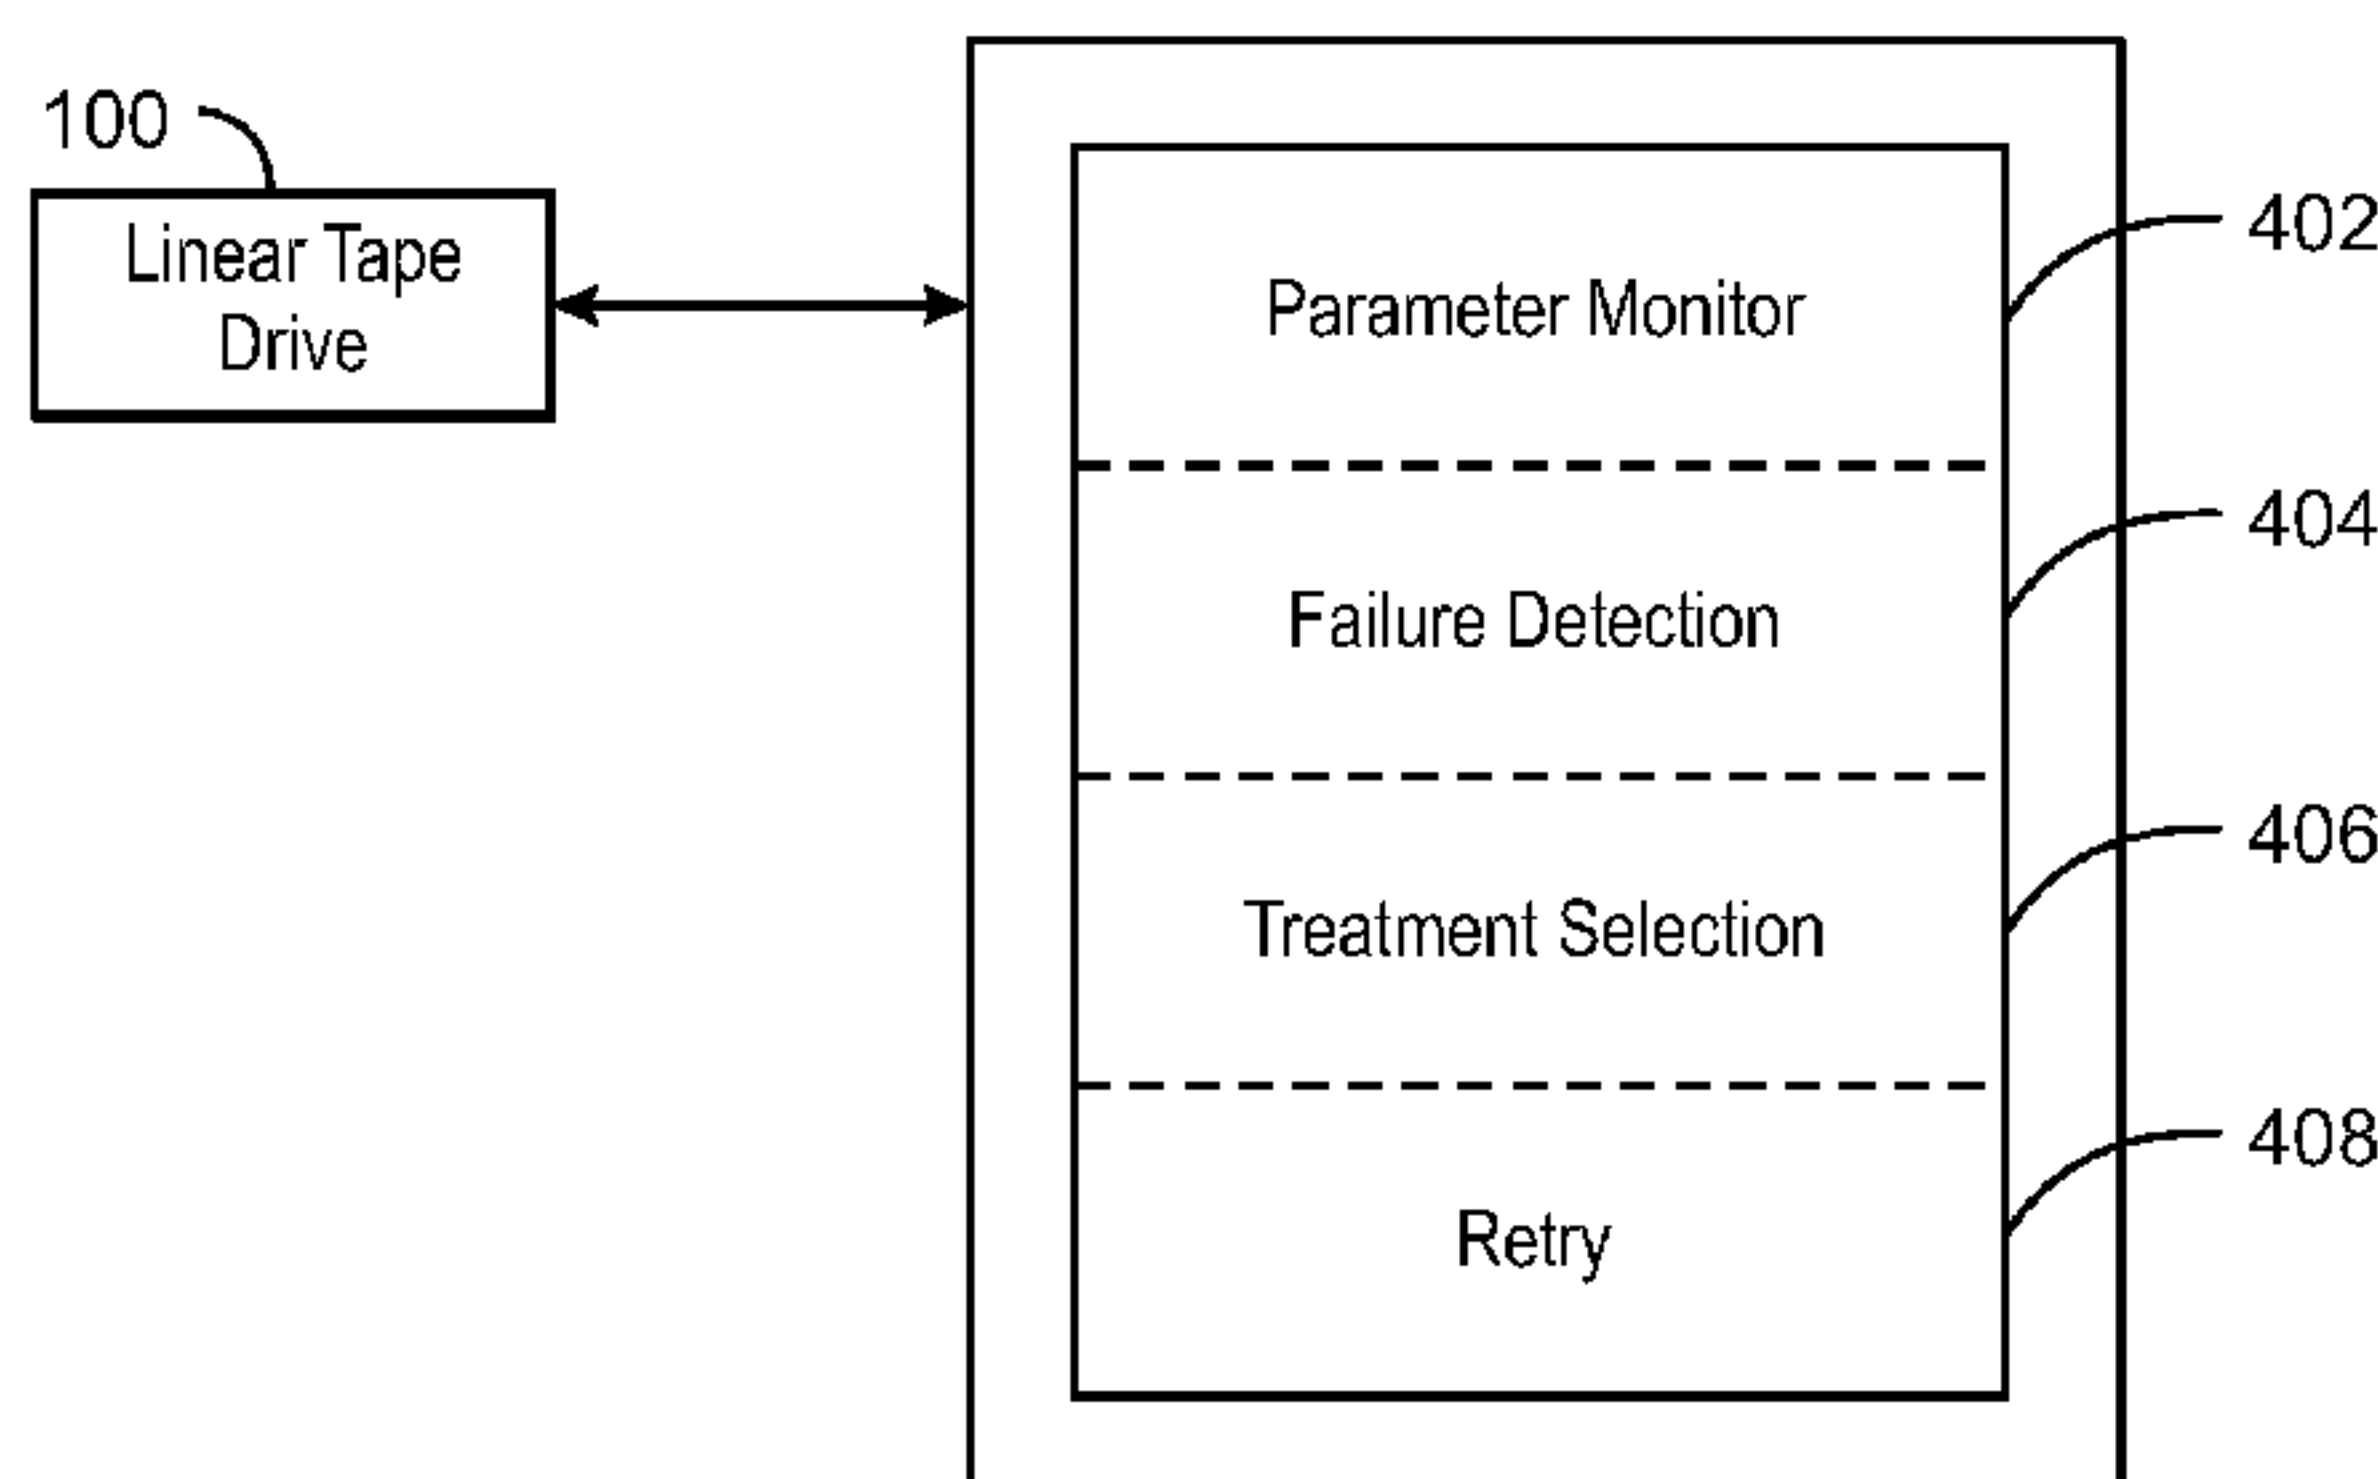 100
Linear Tape
Drive
Parameter Monitor
402
Failure Detection
404
Treatment Selection
406
Retry
408